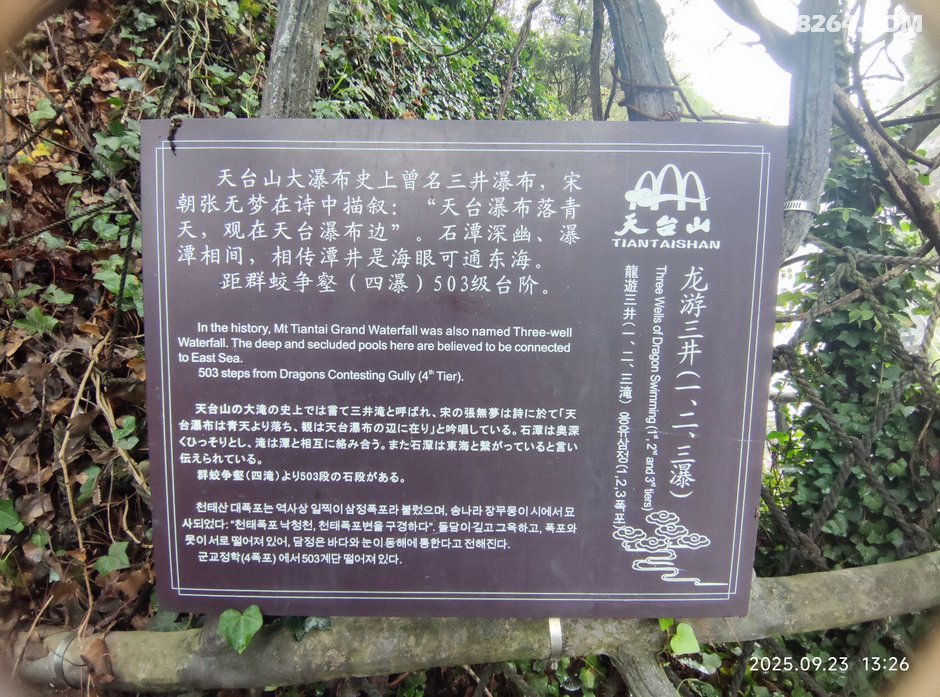 8264.COM
天台山大瀑布史上曾名三井瀑布，宋
朝张无梦在诗中描叙：“天台瀑布落青
天，观在天台瀑布边”。石潭深幽、瀑
潭相间，相传潭井是海眼可通东海。
距群蛟争壑（四瀑）503级台阶。
In the history, Mt Tiantai Grand Waterfall was also named Three-well
Waterfall. The deep and secluded pools here are believed to be connected
to East Sea.
503 steps from Dragons Contesting Gully (4th Tier).
天台山の大滝の史上では嘗て三井滝と呼ばれ、宋の張無夢は詩に於て「天
台瀑布は青天より落ち、観は天台瀑布の辺に在り」と吟唱している。石潭は奥深
くひっそりとし、滝は潭と相互に絡み合う。また石潭は東海と繋がっていると言い
伝えられている。
群蛟争壑（四滝）より503段の石段がある。
천태산 대폭포는 역사상 일찍이 삼정폭포라 불렀으며, 송나라 장무몽이 시에서 묘
사되었다: “천태폭포 낙청천, 천태폭포변을 구경하다”. 돌담이 깊고 그윽하고, 폭포와
못이 서로 떨어져 있어, 담정은 바다와 눈이 동해에 통한다고 전해진다.
군교정학(4폭포) 에서 503계단 떨어져 있다.
天台山
TIANTAISHAN
龙游三井(一、二、三瀑)
Three Wells of Dragon Swimming (1st, 2nd and 3rd tiers)
龍遊三井(一、二、三滝)
2025.09.23 13:26